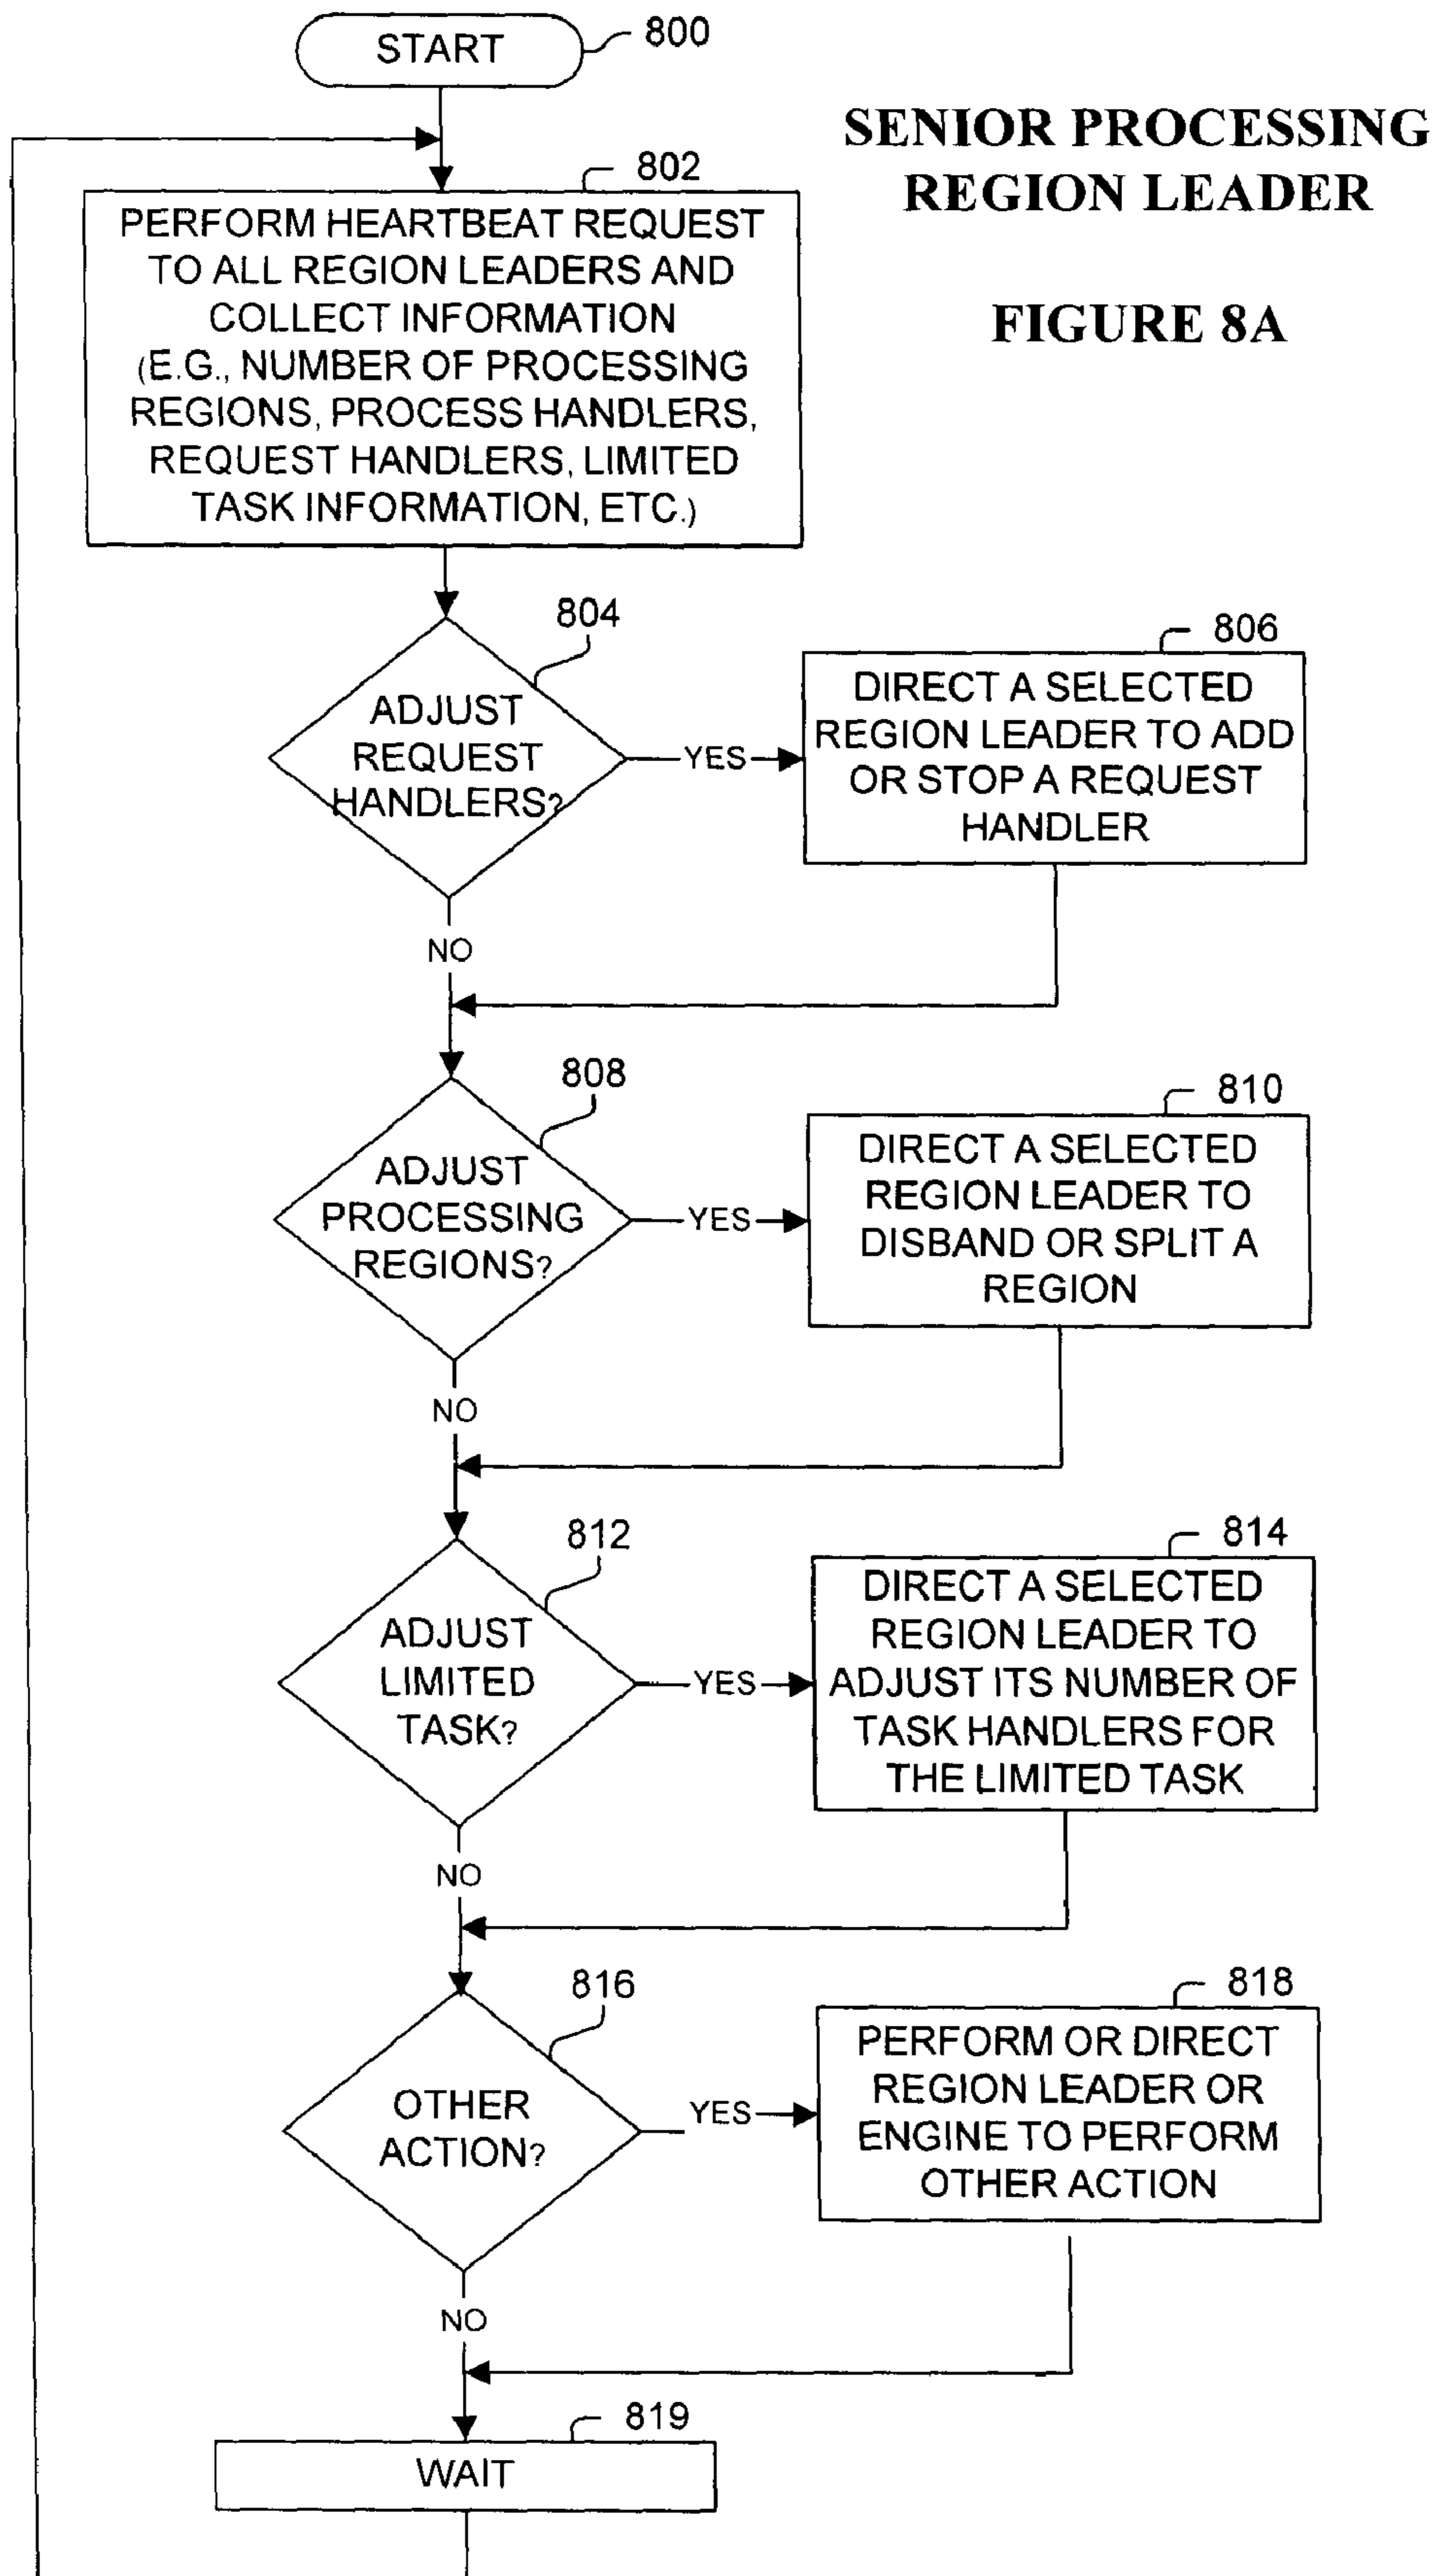 START
800
SENIOR PROCESSING
REGION LEADER
FIGURE 8A
802
PERFORM HEARTBEAT REQUEST
TO ALL REGION LEADERS AND
COLLECT INFORMATION
(E.G., NUMBER OF PROCESSING
REGIONS, PROCESS HANDLERS,
REQUEST HANDLERS, LIMITED
TASK INFORMATION, ETC.)
804
ADJUST
REQUEST
HANDLERS?
YES
806
DIRECT A SELECTED
REGION LEADER TO ADD
OR STOP A REQUEST
HANDLER
NO
808
ADJUST
PROCESSING
REGIONS?
YES
810
DIRECT A SELECTED
REGION LEADER TO
DISBAND OR SPLIT A
REGION
NO
812
ADJUST
LIMITED
TASK?
YES
814
DIRECT A SELECTED
REGION LEADER TO
ADJUST ITS NUMBER OF
TASK HANDLERS FOR
THE LIMITED TASK
NO
816
OTHER
ACTION?
YES
818
PERFORM OR DIRECT
REGION LEADER OR
ENGINE TO PERFORM
OTHER ACTION
NO
819
WAIT